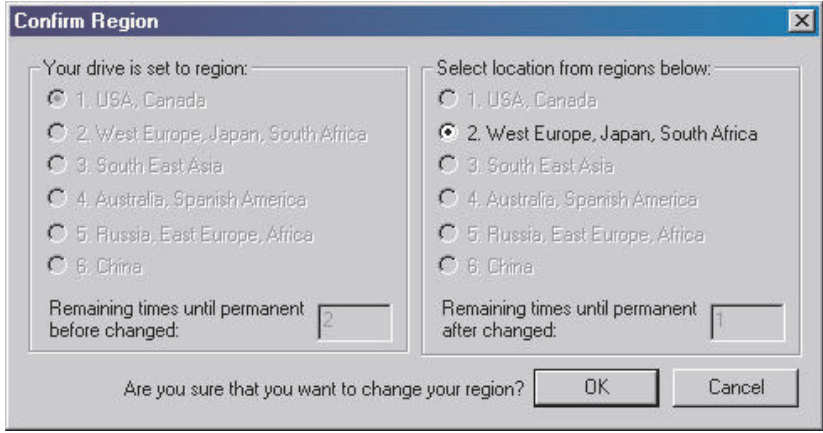 Confirm Region
Your drive is set to region:
1. USA, Canada
2. West Europe, Japan, South Africa
3. South East Asia
4. Australia, Spanish America
5. Russia, East Europe, Africa
6. China
Remaining times until permanent
before changed:
2
Select location from regions below:
1. USA, Canada
2. West Europe, Japan, South Africa
3. South East Asia
4. Australia, Spanish America
5. Russia, East Europe, Africa
6. China
Remaining times until permanent
after changed:
1
Are you sure that you want to change your region?
OK
Cancel